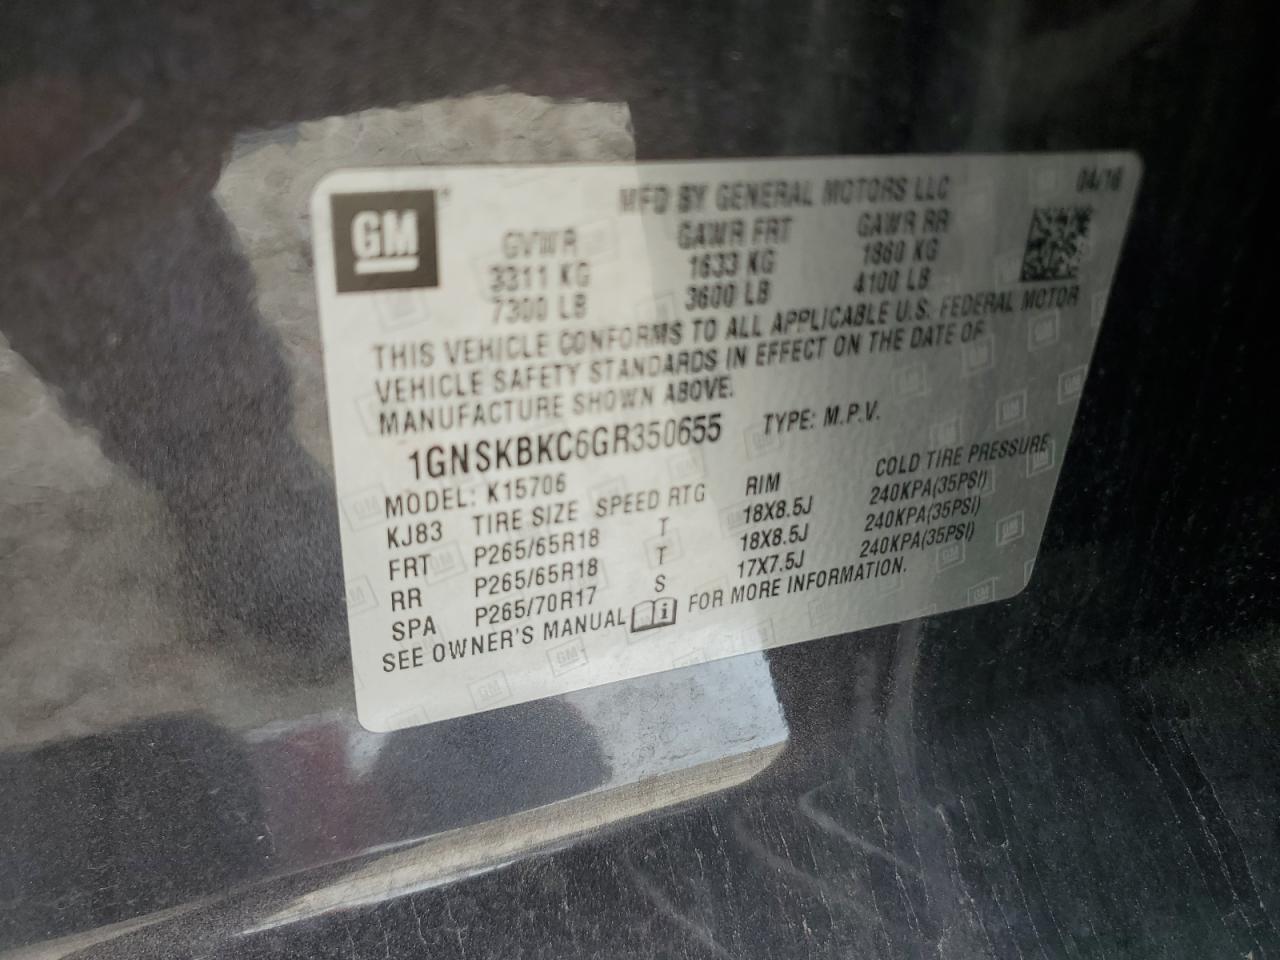 GM
MFD BY GENERAL MOTORS LLC 04/16
GVWR GAWR FRT GAWR RR
3311 KG 1633 KG 1860 KG
7300 LB 3600 LB 4100 LB
THIS VEHICLE CONFORMS TO ALL APPLICABLE U.S. FEDERAL MOTOR
VEHICLE SAFETY STANDARDS IN EFFECT ON THE DATE OF
MANUFACTURE SHOWN ABOVE.
1GNSKBKC6GR350655 TYPE: M.P.V.
MODEL: K15706
KJ83 TIRE SIZE SPEED RTG RIM COLD TIRE PRESSURE
FRT P265/65R18 T 18X8.5J 240KPA(35PSI)
RR P265/65R18 T 18X8.5J 240KPA(35PSI)
SPA P265/70R17 S 17X7.5J 240KPA(35PSI)
SEE OWNER'S MANUAL i FOR MORE INFORMATION.